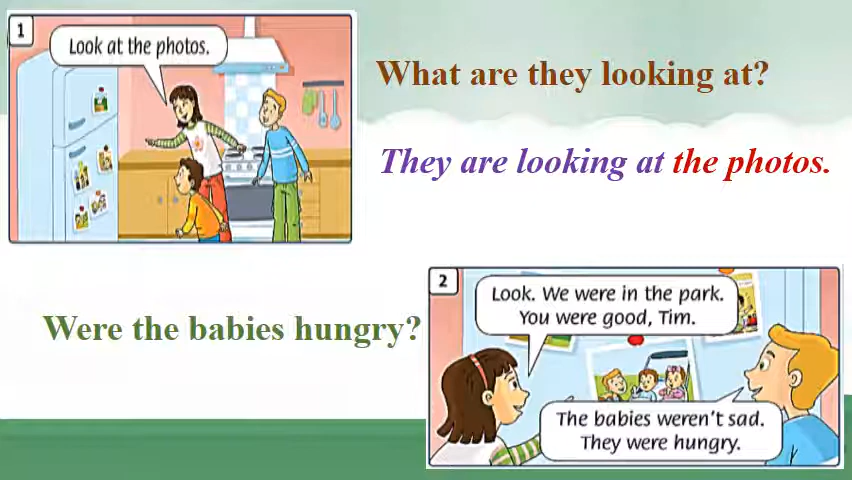 1
Look at the photos.
What are they looking at?
They are looking at the photos.
Were the babies hungry?
2
Look. We were in the park.
You were good, Tim.
The babies weren't sad.
They were hungry.